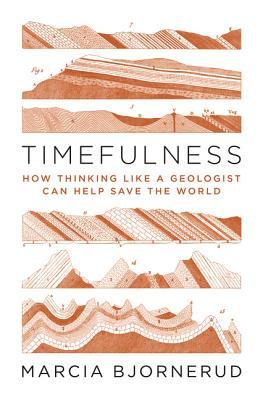 TIMEFULNESS
HOW THINKING LIKE A GEOLOGIST
CAN HELP SAVE THE WORLD
MARCIA BJORNERUD